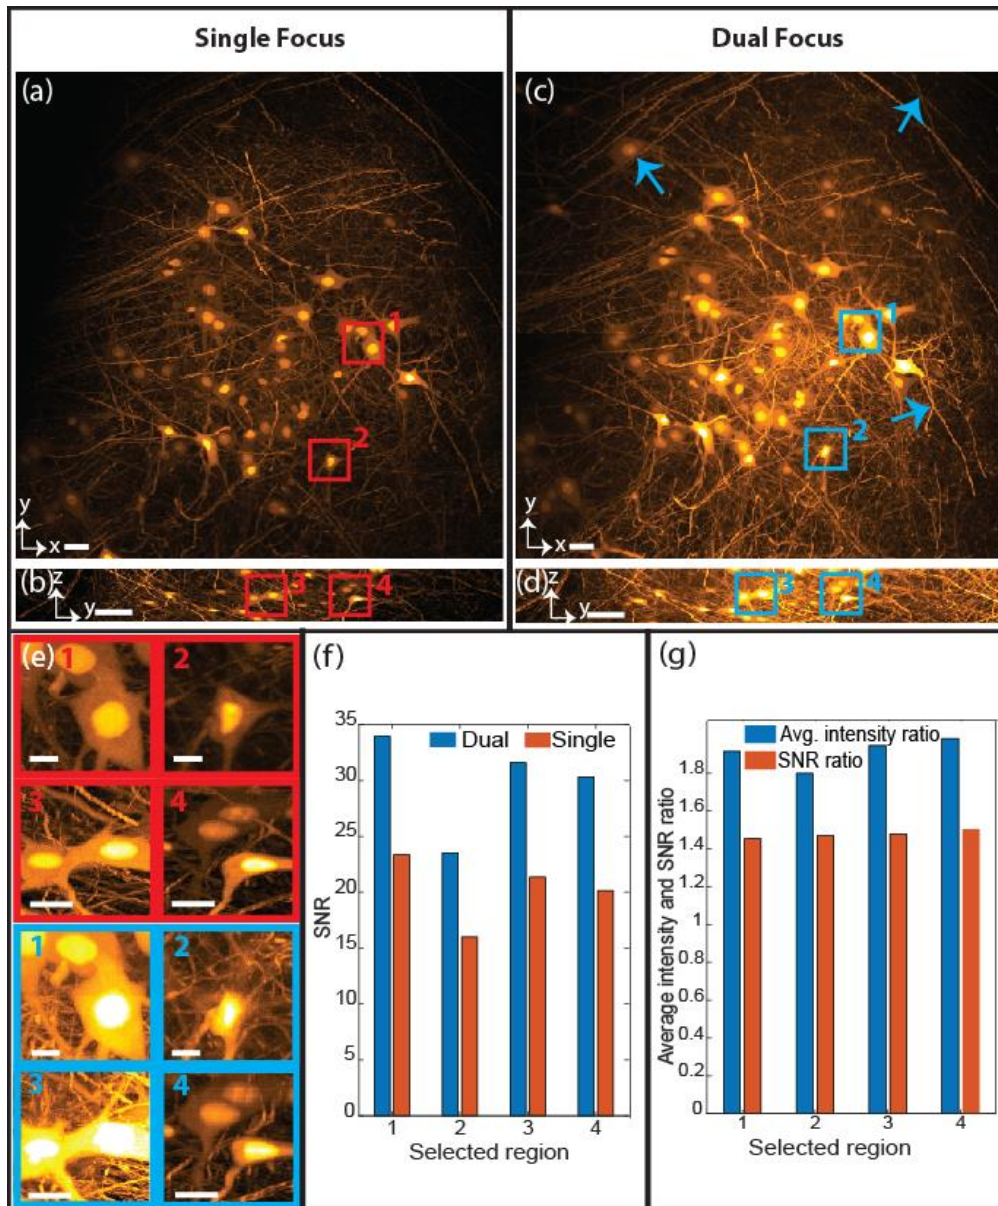 Single Focus
Dual Focus
(a)
1
2
y
x
(c)
1
2
y
x
(b)
z
y
3
4
(d)
z
y
3
4
(e)
1
2
3
4
1
2
3
4
(f)
35
30
25
20
15
10
5
0
SNR
Dual Single
1 2 3 4
Selected region
(g)
Avg. intensity ratio
SNR ratio
1.8
1.6
1.4
1.2
1
0.8
0.6
0.4
0.2
0
Average intensity and SNR ratio
1 2 3 4
Selected region